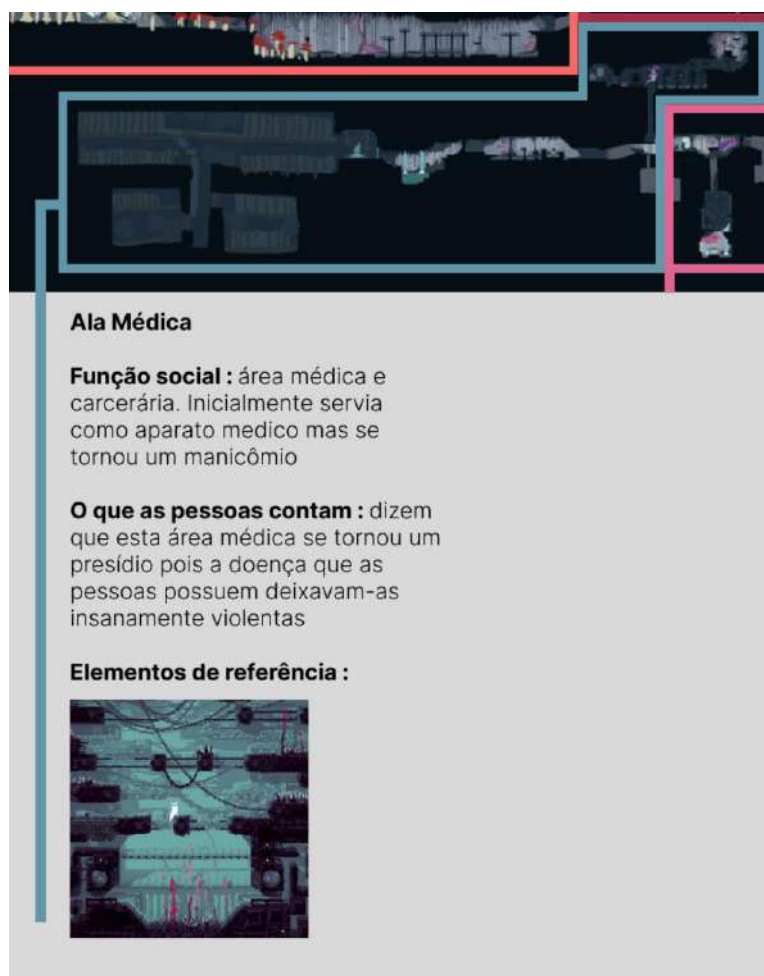 Ala Médica
Função social : área médica e
carcerária. Inicialmente servia
como aparato medico mas se
tornou um manicômio
O que as pessoas contam : dizem
que esta área médica se tornou um
presídio pois a doença que as
pessoas possuem deixavam-as
insanamente violentas
Elementos de referência :